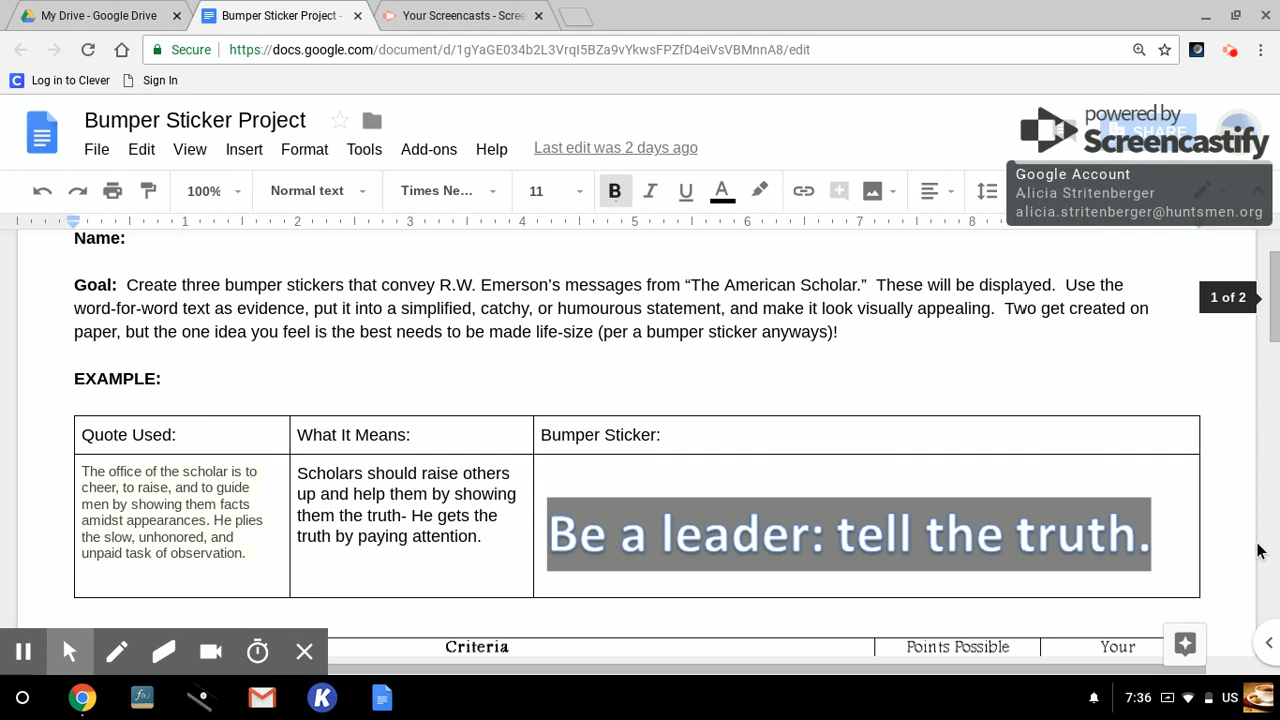 My Drive - Google Drive
Bumper Sticker Project -
Your Screencasts - Scree
Secure https://docs.google.com/document/d/1gYaGE034b2L3VrqI5BZa9vYkwsFPZfD4eiVsVBMnnA8/edit
Log in to Clever Sign In
Bumper Sticker Project
powered by
Screencastify
SHARE
File Edit View Insert Format Tools Add-ons Help Last edit was 2 days ago
Google Account
Alicia Stritenberger
alicia.stritenberger@huntsmen.org
100% Normal text Times Ne... 11 B I U A
1 2 3 4 5 6 7 8
Name:
Goal: Create three bumper stickers that convey R.W. Emerson’s messages from “The American Scholar.” These will be displayed. Use the
word-for-word text as evidence, put it into a simplified, catchy, or humourous statement, and make it look visually appealing. Two get created on
paper, but the one idea you feel is the best needs to be made life-size (per a bumper sticker anyways)!
1 of 2
EXAMPLE:
Quote Used:
What It Means:
Bumper Sticker:
The office of the scholar is to
cheer, to raise, and to guide
men by showing them facts
amidst appearances. He plies
the slow, unhonored, and
unpaid task of observation.
Scholars should raise others
up and help them by showing
them the truth- He gets the
truth by paying attention.
Be a leader: tell the truth.
Criteria
Points Possible
Your
K
7:36 US